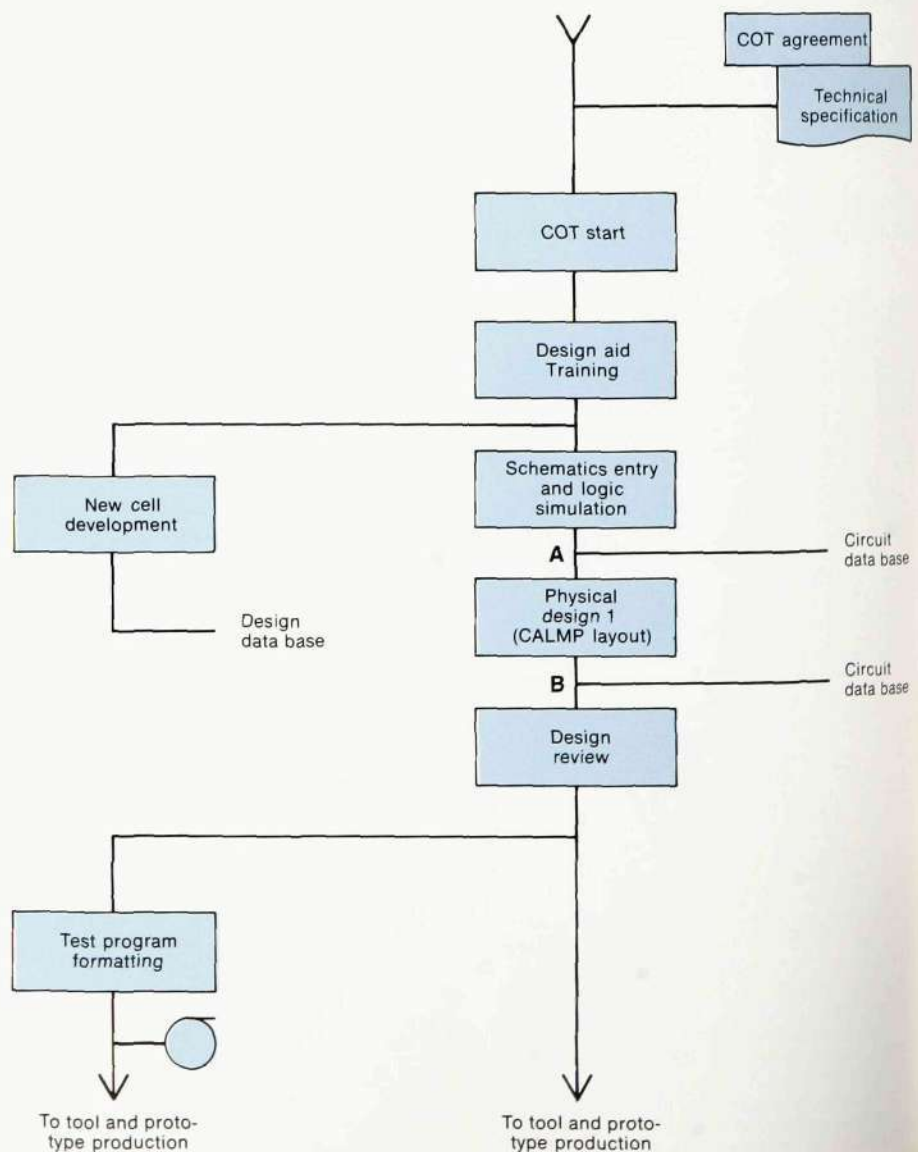 COT agreement
Technical
specification
COT start
Design aid
Training
Schematics entry
and logic
simulation
New cell
development
A
Circuit
data base
Physical
design 1
(CALMP layout)
Design
data base
B
Circuit
data base
Design
review
Test program
formatting
To tool and proto-
type production
To tool and proto-
type production